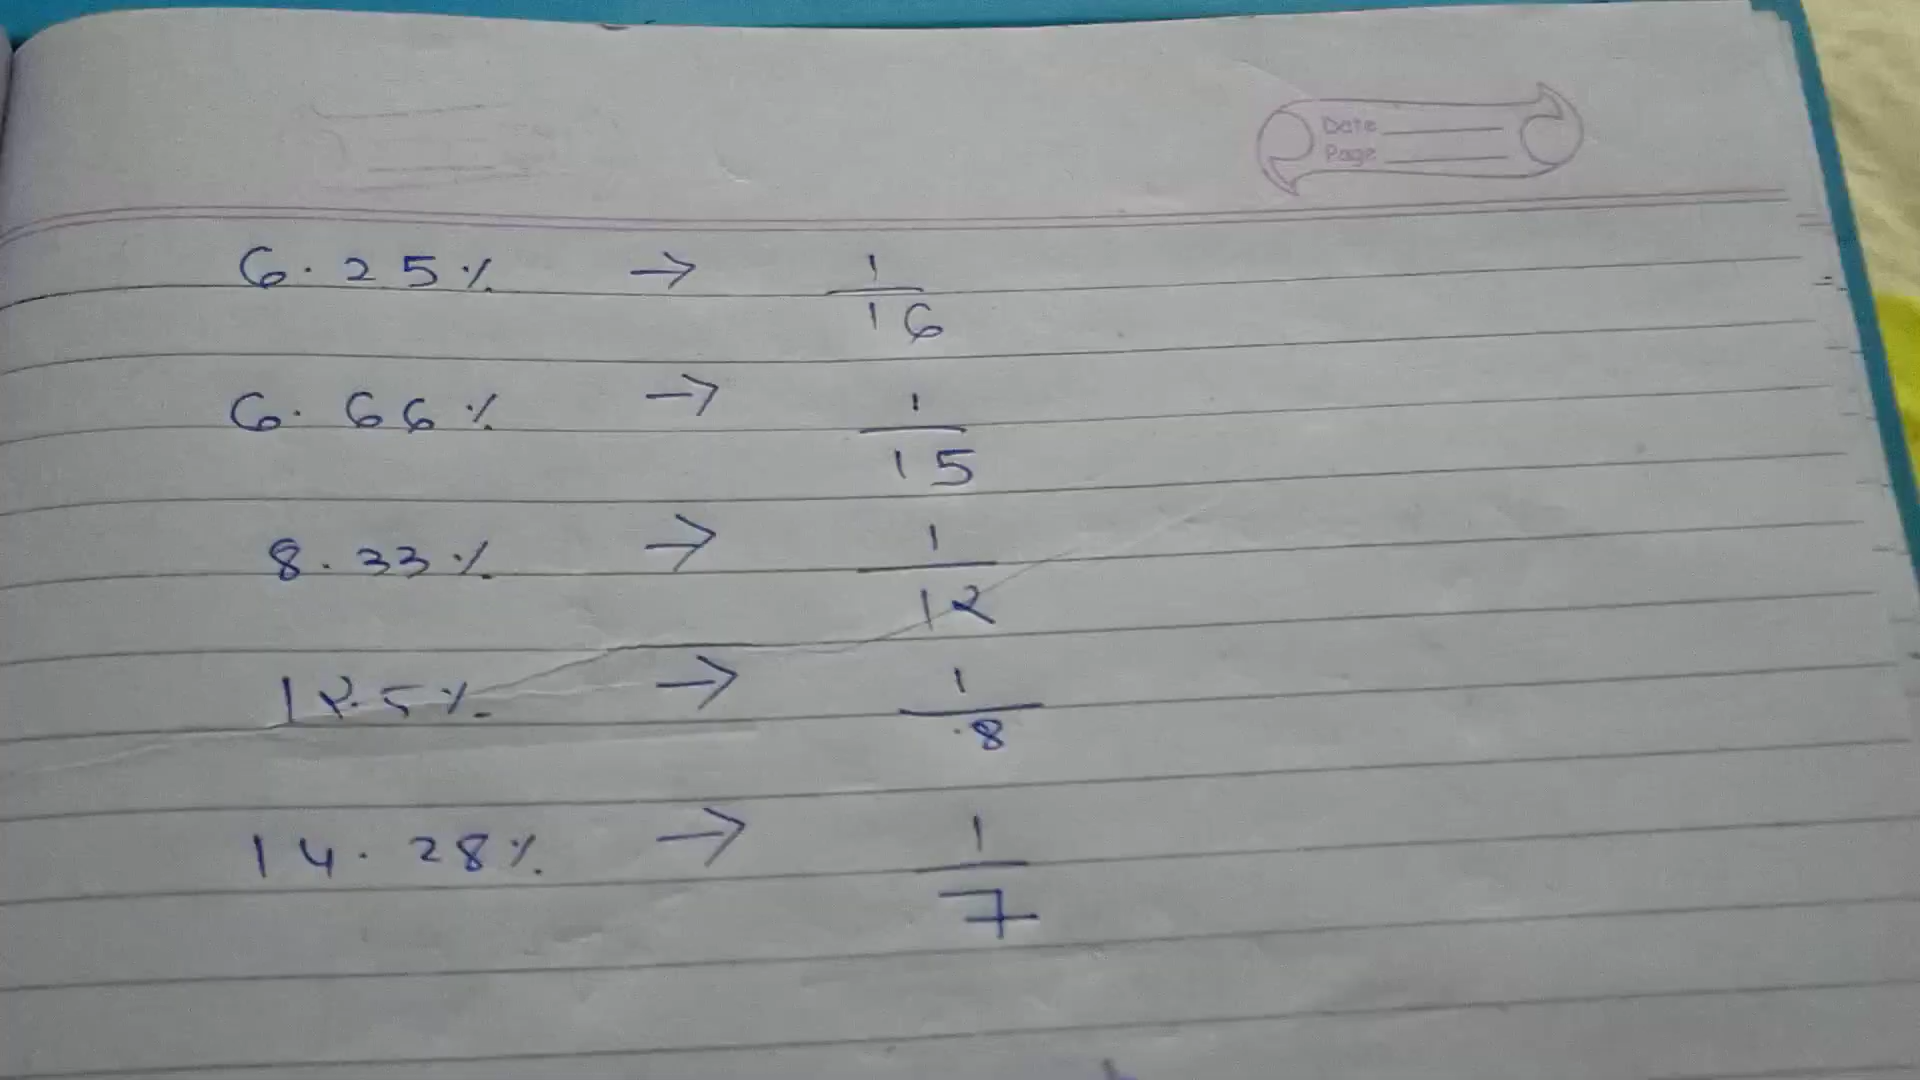 Date
Page
6.25% → 1/16
6.66% → 1/15
8.33% → 1/12
12.5% → 1/8
14.28% → 1/7